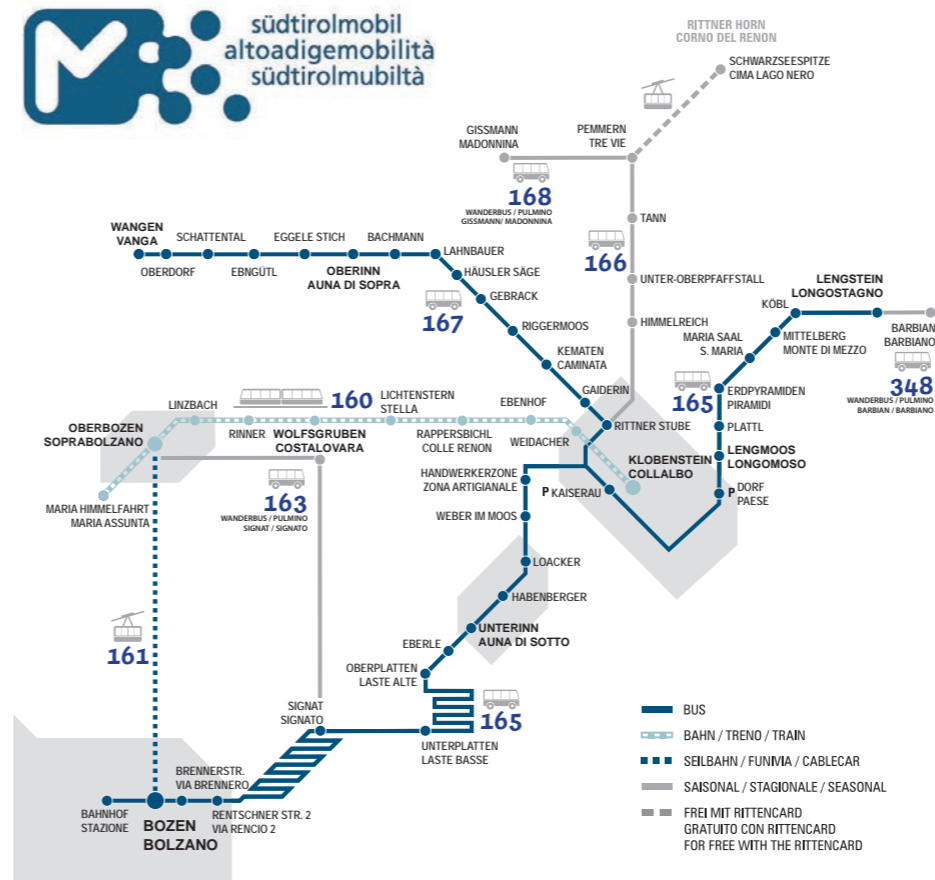 südtirolmobil
altoadigemobilità
südtirolmubiltà
RITTNER HORN
CORNO DEL RENON
SCHWARZSEESPITZE
CIMA LAGO NERO
GISSMANN
MADONNINA
PEMMERN
TRE VIE
168
WANDERBUS / PULMINO
GISSMANN/ MADONNINA
TANN
166
WANGEN
VANGA
SCHATTENTAL
EGGELE STICH
BACHMANN
LAHNBAUER
OBERDORF
EBNGÜTL
OBERINN
AUNA DI SOPRA
HÄUSLER SÄGE
GEBRACK
167
RIGGERMOOS
KEMATEN
CAMINATA
GAIDERIN
RITTNER STUBE
UNTER-OBERPFAFFSTALL
HIMMELREICH
LENGSTEIN
LONGOSTAGNO
KÖBL
MARIA SAAL
S. MARIA
MITTELBERG
MONTE DI MEZZO
BARBIAN
BARBIANO
348
WANDERBUS / PULMINO
BARBIAN / BARBIANO
165
ERDPYRAMIDEN
PIRAMIDI
PLATTL
LENGMOOS
LONGOMOSO
P DORF
PAESE
160
LINZBACH
LICHTENSTERN
STELLA
EBENHOF
OBERBOZEN
SOPRABOLZANO
RINNER
WOLFSGRUBEN
COSTALOVARA
RAPPERSBICHL
COLLE RENON
WEIDACHER
KLOBENSTEIN
COLLALBO
MARIA HIMMELFAHRT
MARIA ASSUNTA
163
WANDERBUS / PULMINO
SIGNAT / SIGNATO
HANDWERKERZONE
ZONA ARTIGIANALE
P KAISERAU
WEBER IM MOOS
LOACKER
HABENBERGER
UNTERINN
AUNA DI SOTTO
EBERLE
OBERPLATTEN
LASTE ALTE
161
SIGNAT
SIGNATO
165
UNTERPLATTEN
LASTE BASSE
BRENNERSTR.
VIA BRENNERO
BAHNHOF
STAZIONE
BOZEN
BOLZANO
RENTSCHNER STR. 2
VIA RENCIO 2
BUS
BAHN / TRENO / TRAIN
SEILBAHN / FUNIVIA / CABLECAR
SAISONAL / STAGIONALE / SEASONAL
FREI MIT RITTENCARD
GRATUITO CON RITTENCARD
FOR FREE WITH THE RITTENCARD